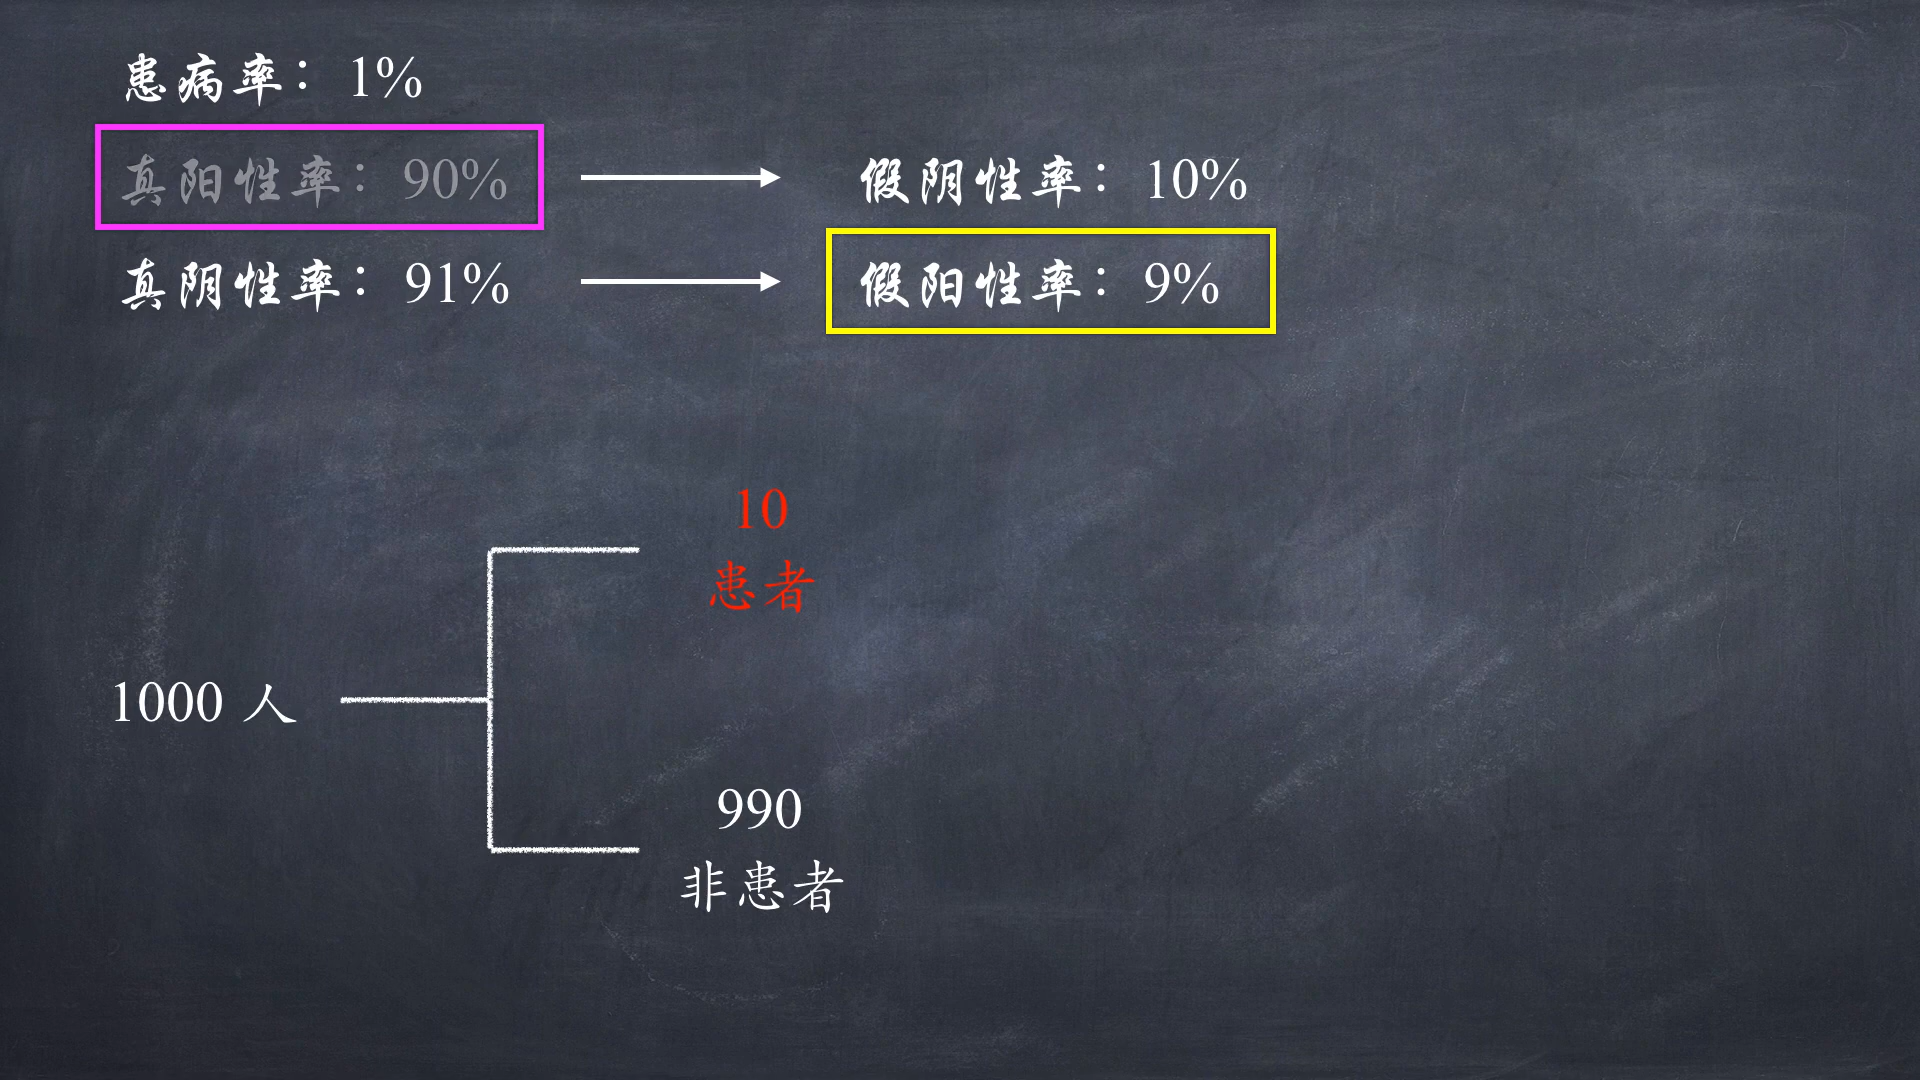 患病率：1%
真阳性率：90%
假阴性率：10%
真阴性率：91%
假阳性率：9%
10
患者
1000 人
990
非患者